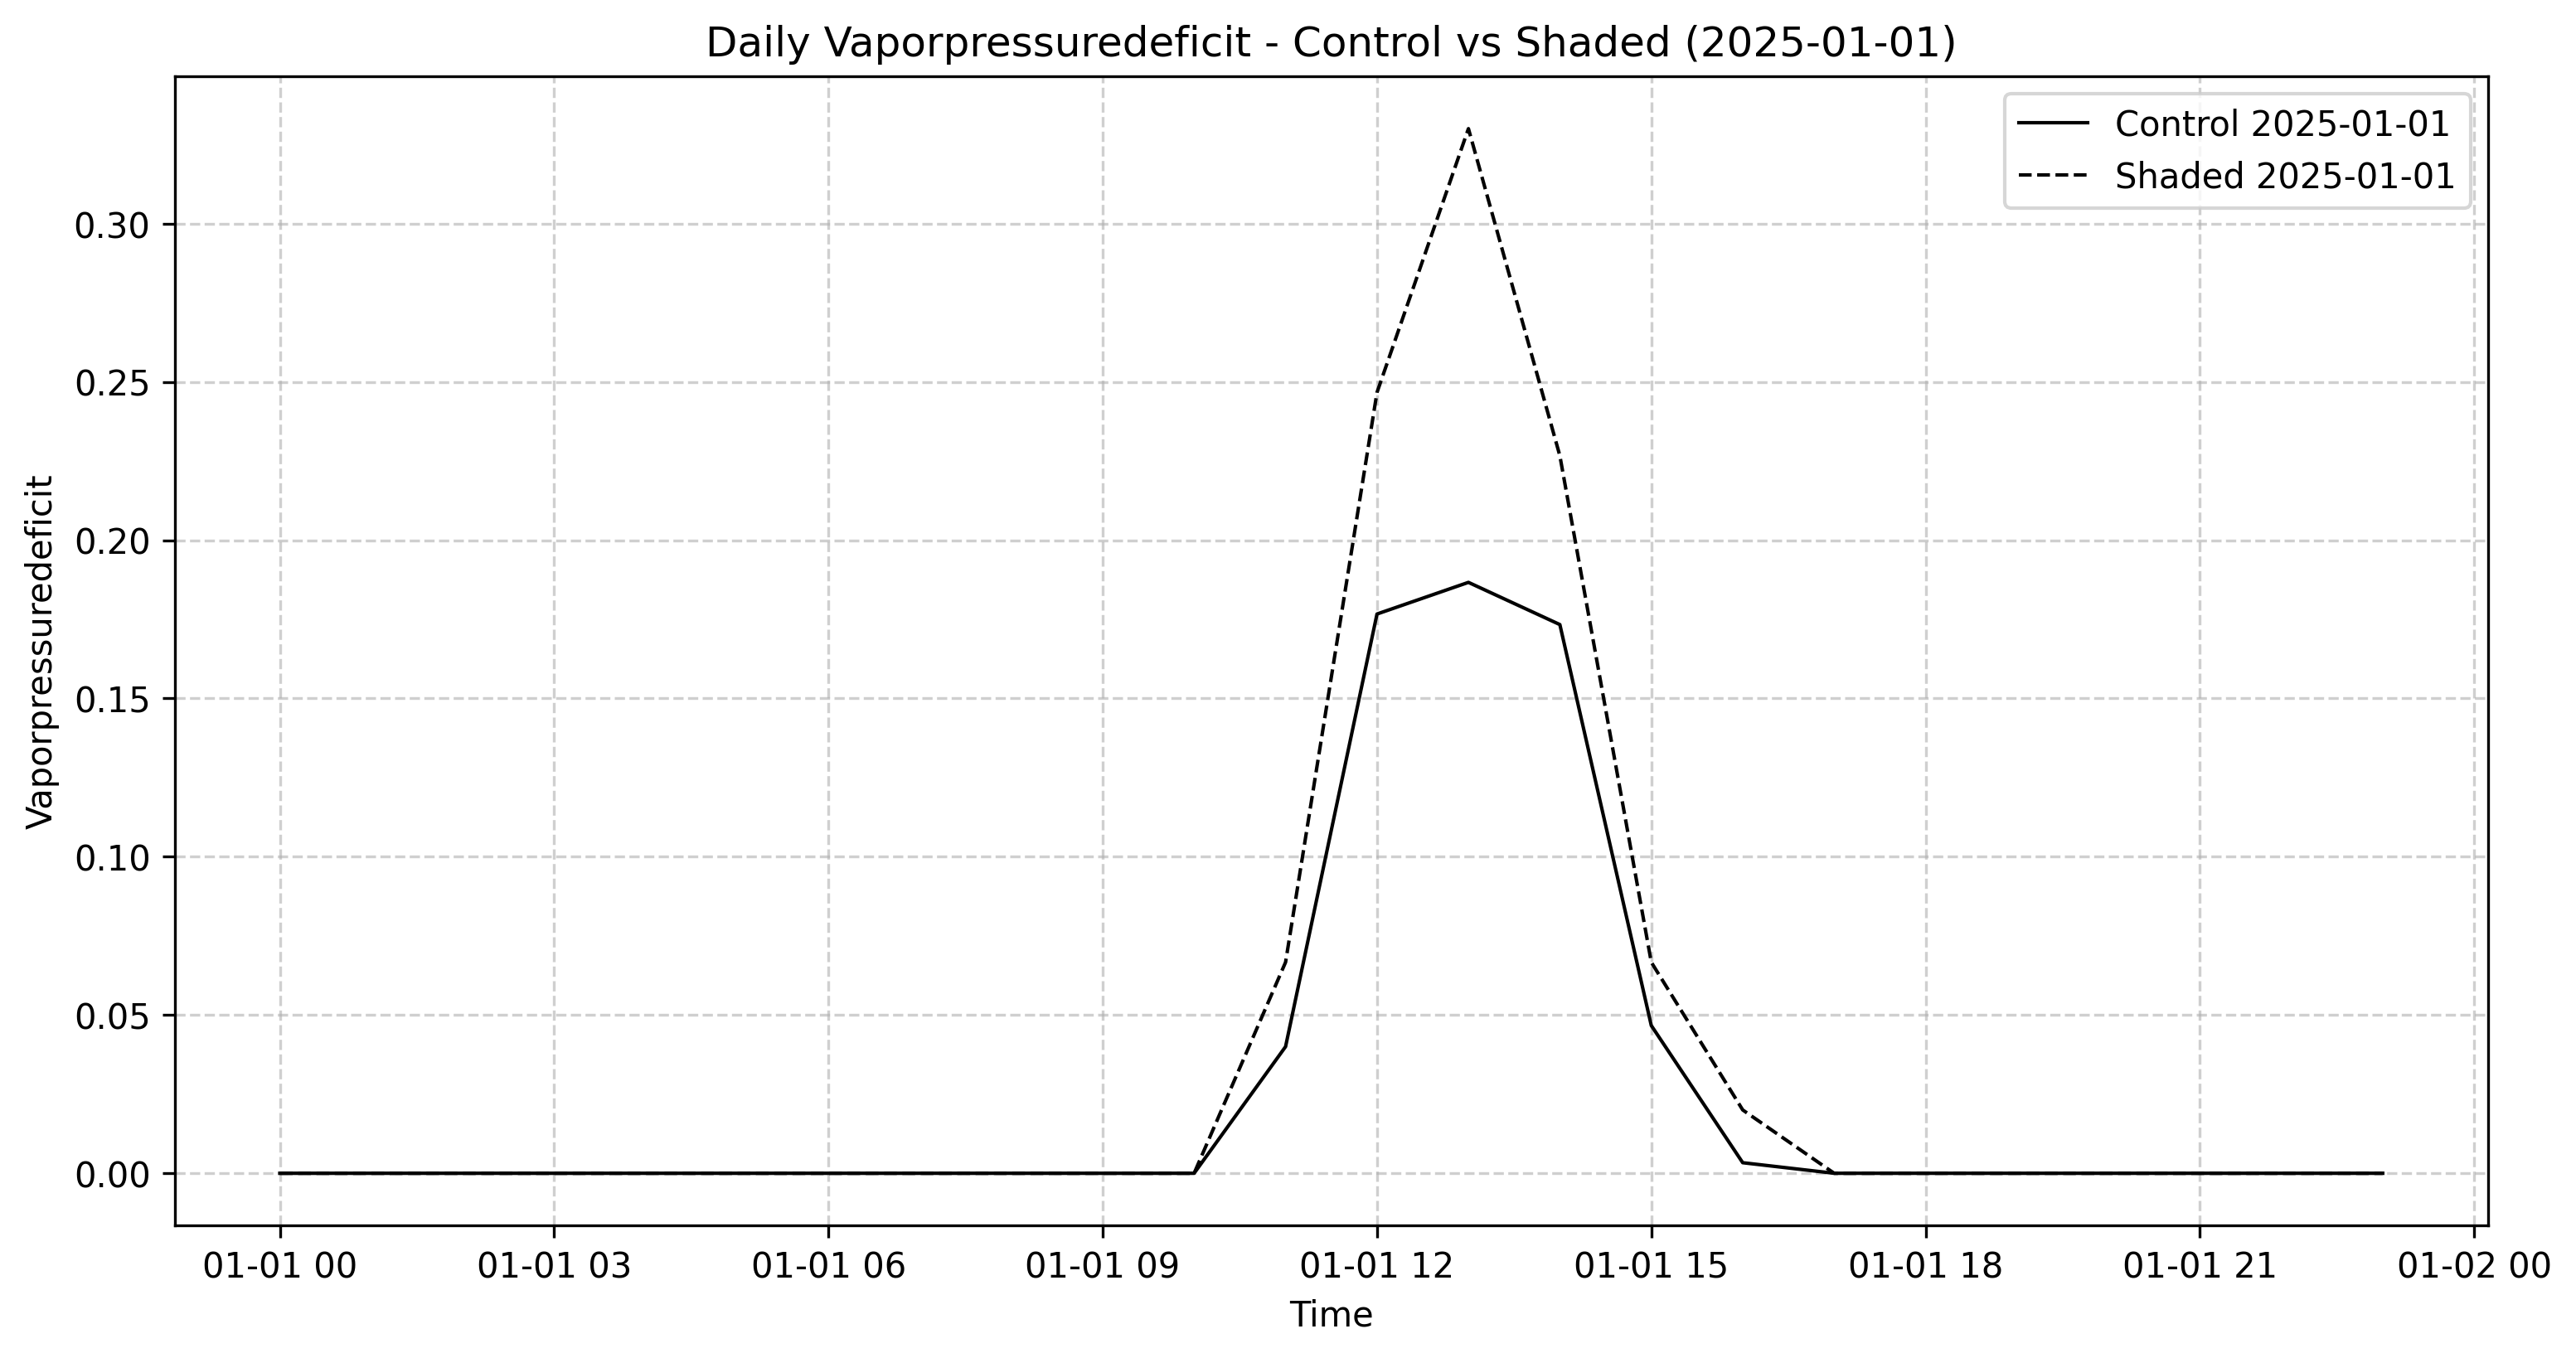 Daily Vaporpressuredeficit - Control vs Shaded (2025-01-01)
Control 2025-01-01
Shaded 2025-01-01
Vaporpressuredeficit
0.30
0.25
0.20
0.15
0.10
0.05
0.00
01-01 00 01-01 03 01-01 06 01-01 09 01-01 12 01-01 15 01-01 18 01-01 21 01-02 00
Time